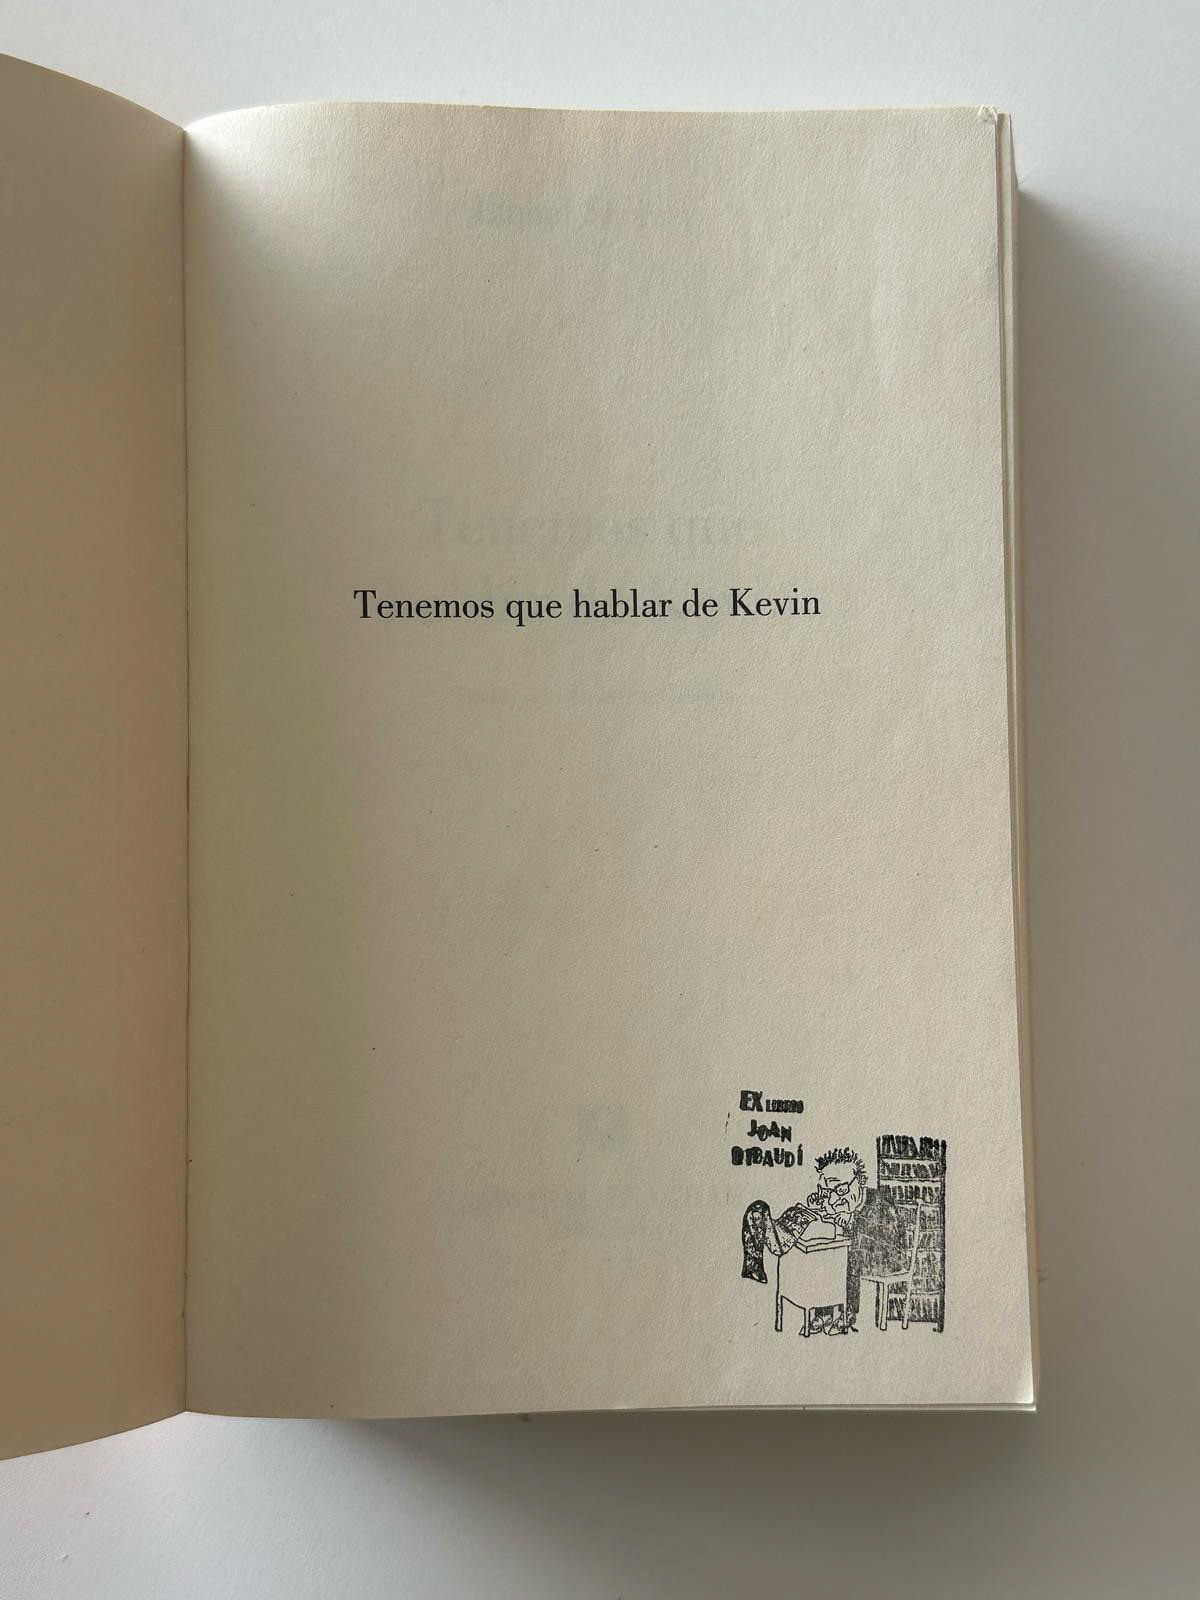 Tenemos que hablar de Kevin
EX LIBRIS
JOAN
RIBAUDÍ